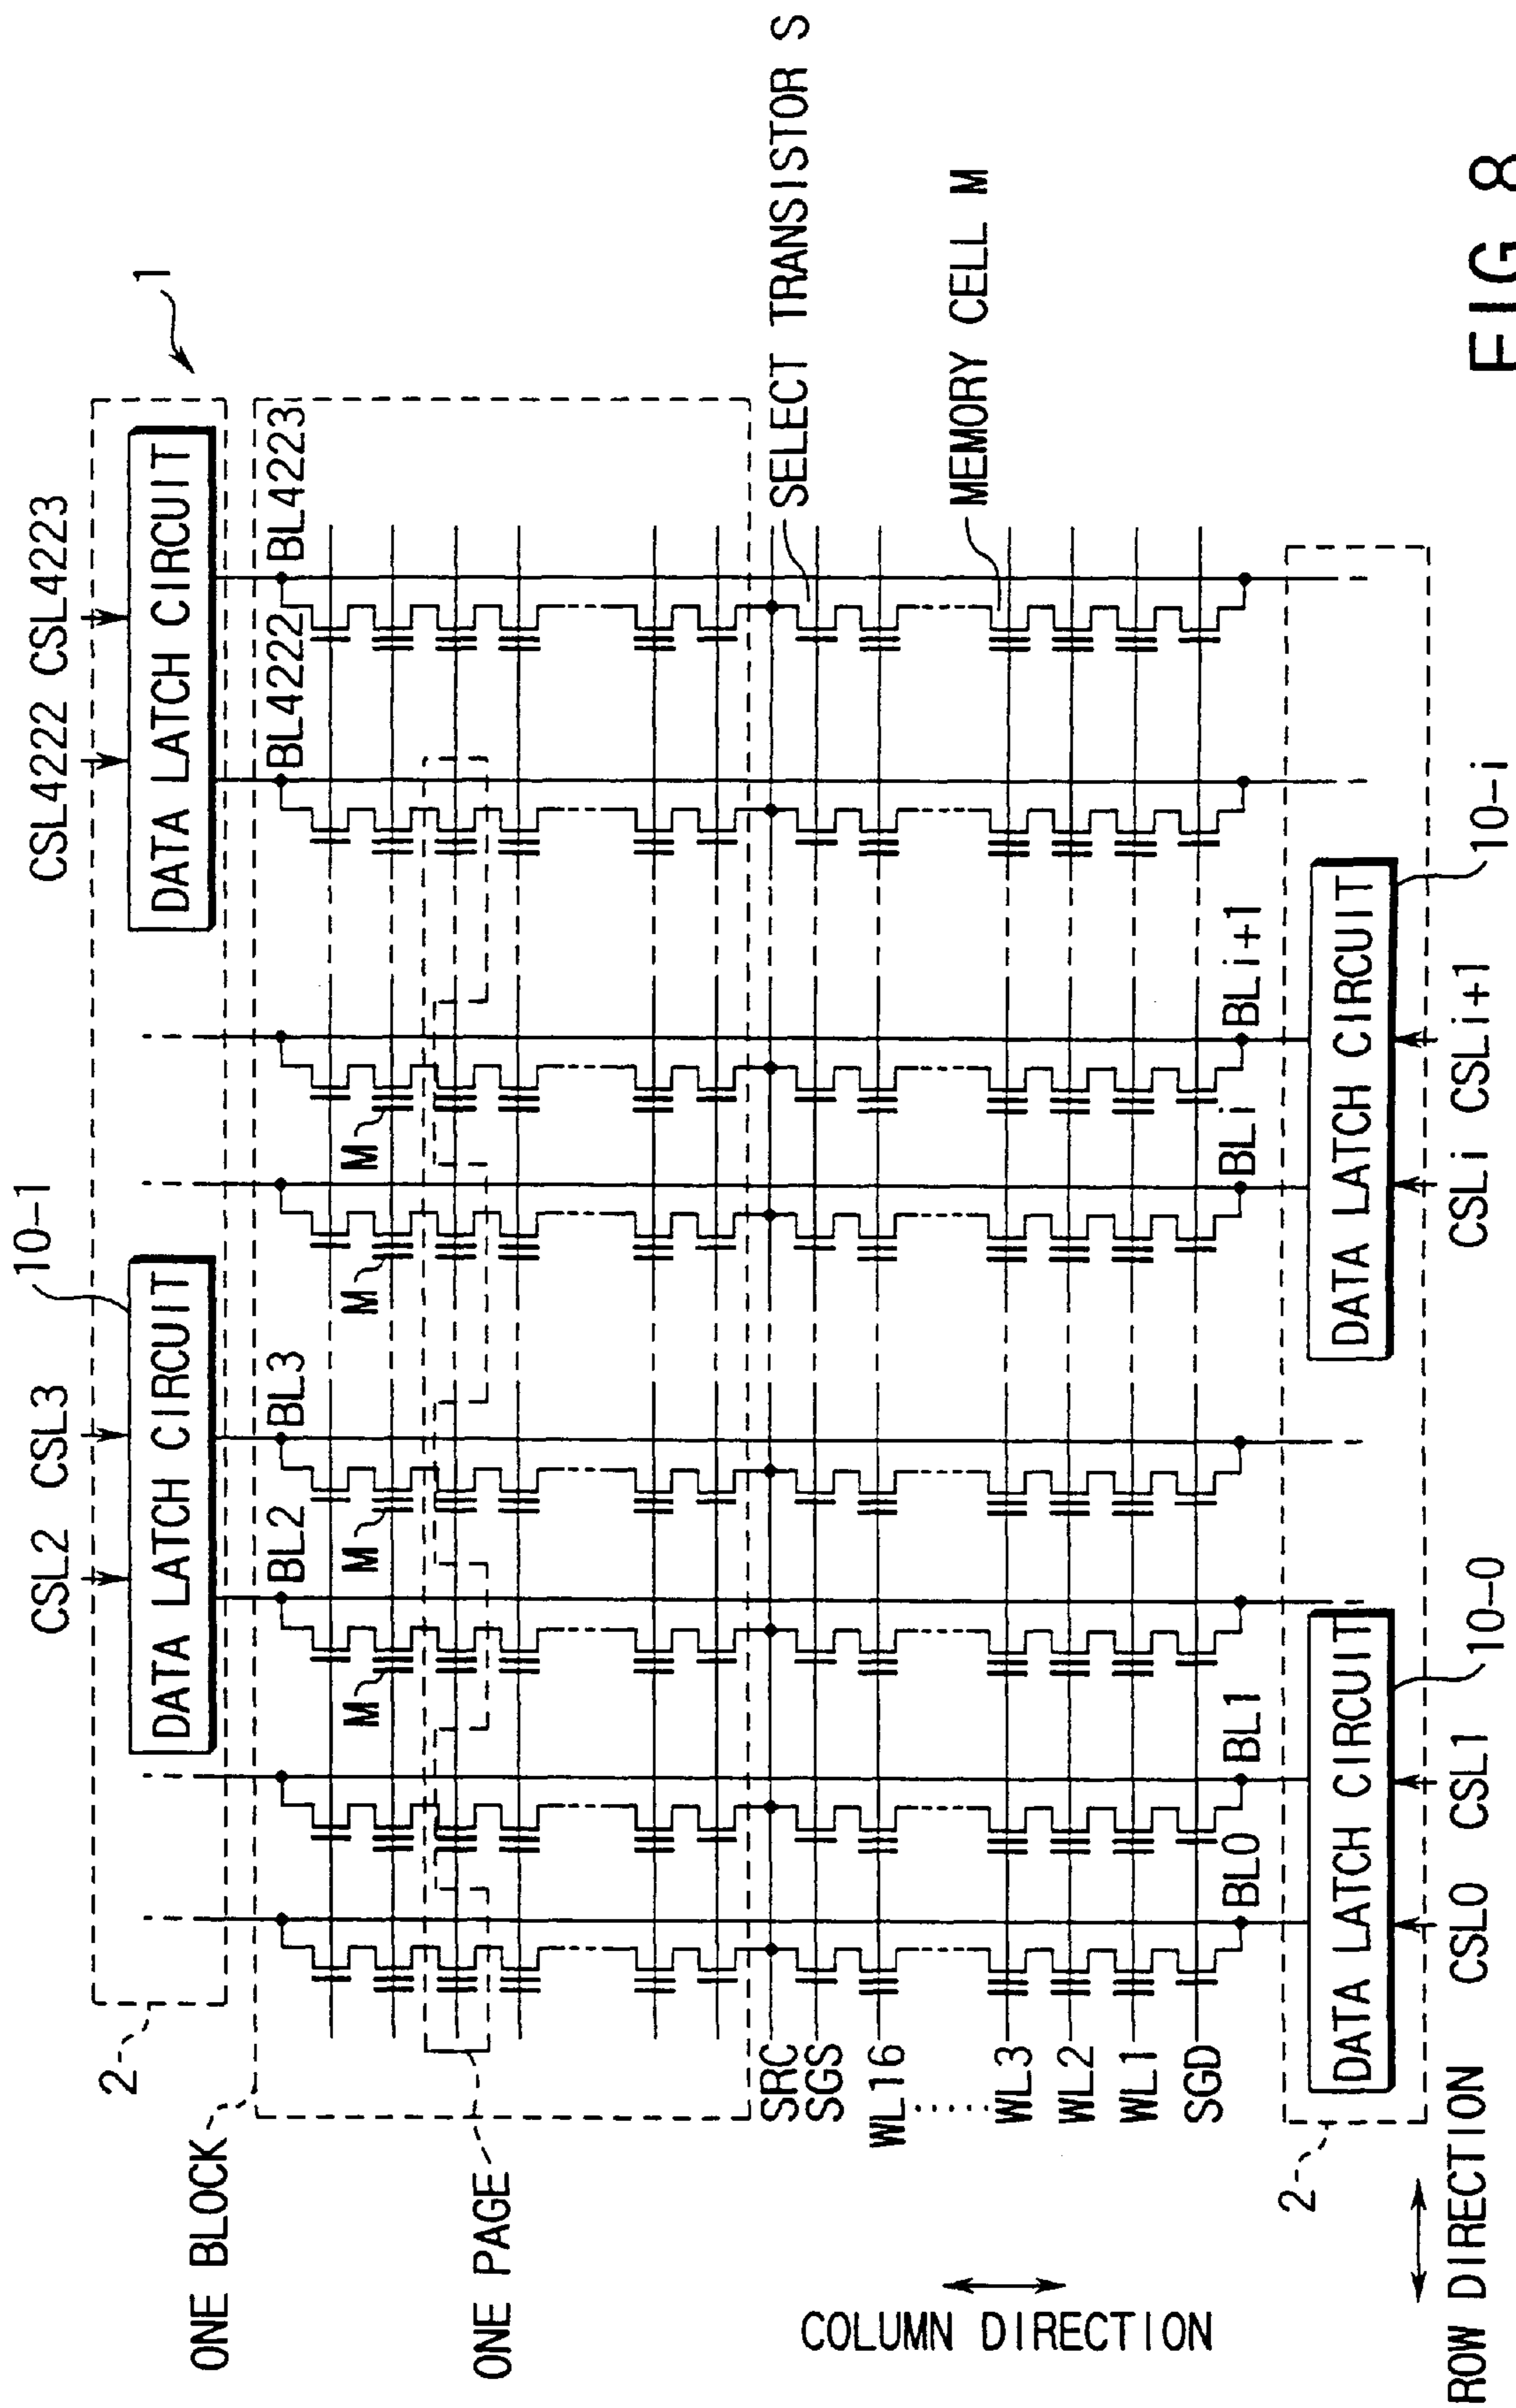 CSL2 CSL3
CSL4222 CSL4223
10-1
1
2
DATA LATCH CIRCUIT
DATA LATCH CIRCUIT
ONE BLOCK
BL2
BL3
BL4222
BL4223
M
M
M
M
ONE PAGE
SRC
SGS
WL16
WL3
WL2
WL1
SGD
SELECT TRANSISTOR S
MEMORY CELL M
COLUMN DIRECTION
BL0
BL1
BLi
BLi+1
2
DATA LATCH CIRCUIT
DATA LATCH CIRCUIT
10-0
10-i
CSL0 CSL1
CSLi CSLi+1
ROW DIRECTION
FIG. 8